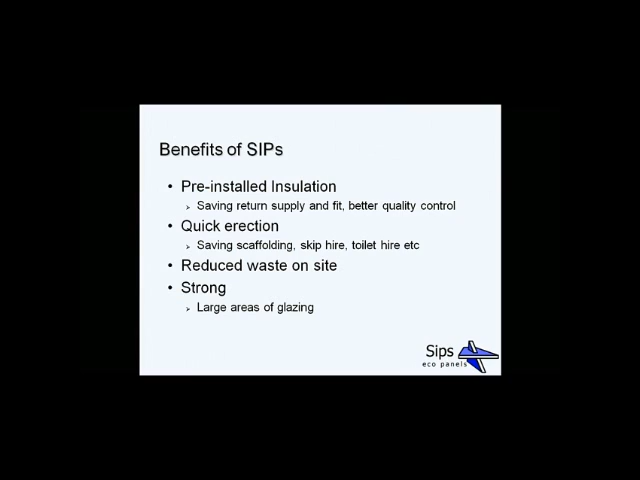 Benefits of SIPs
• Pre-installed Insulation
➢ Saving return supply and fit, better quality control
• Quick erection
➢ Saving scaffolding, skip hire, toilet hire etc
• Reduced waste on site
• Strong
➢ Large areas of glazing
Sips
eco panels